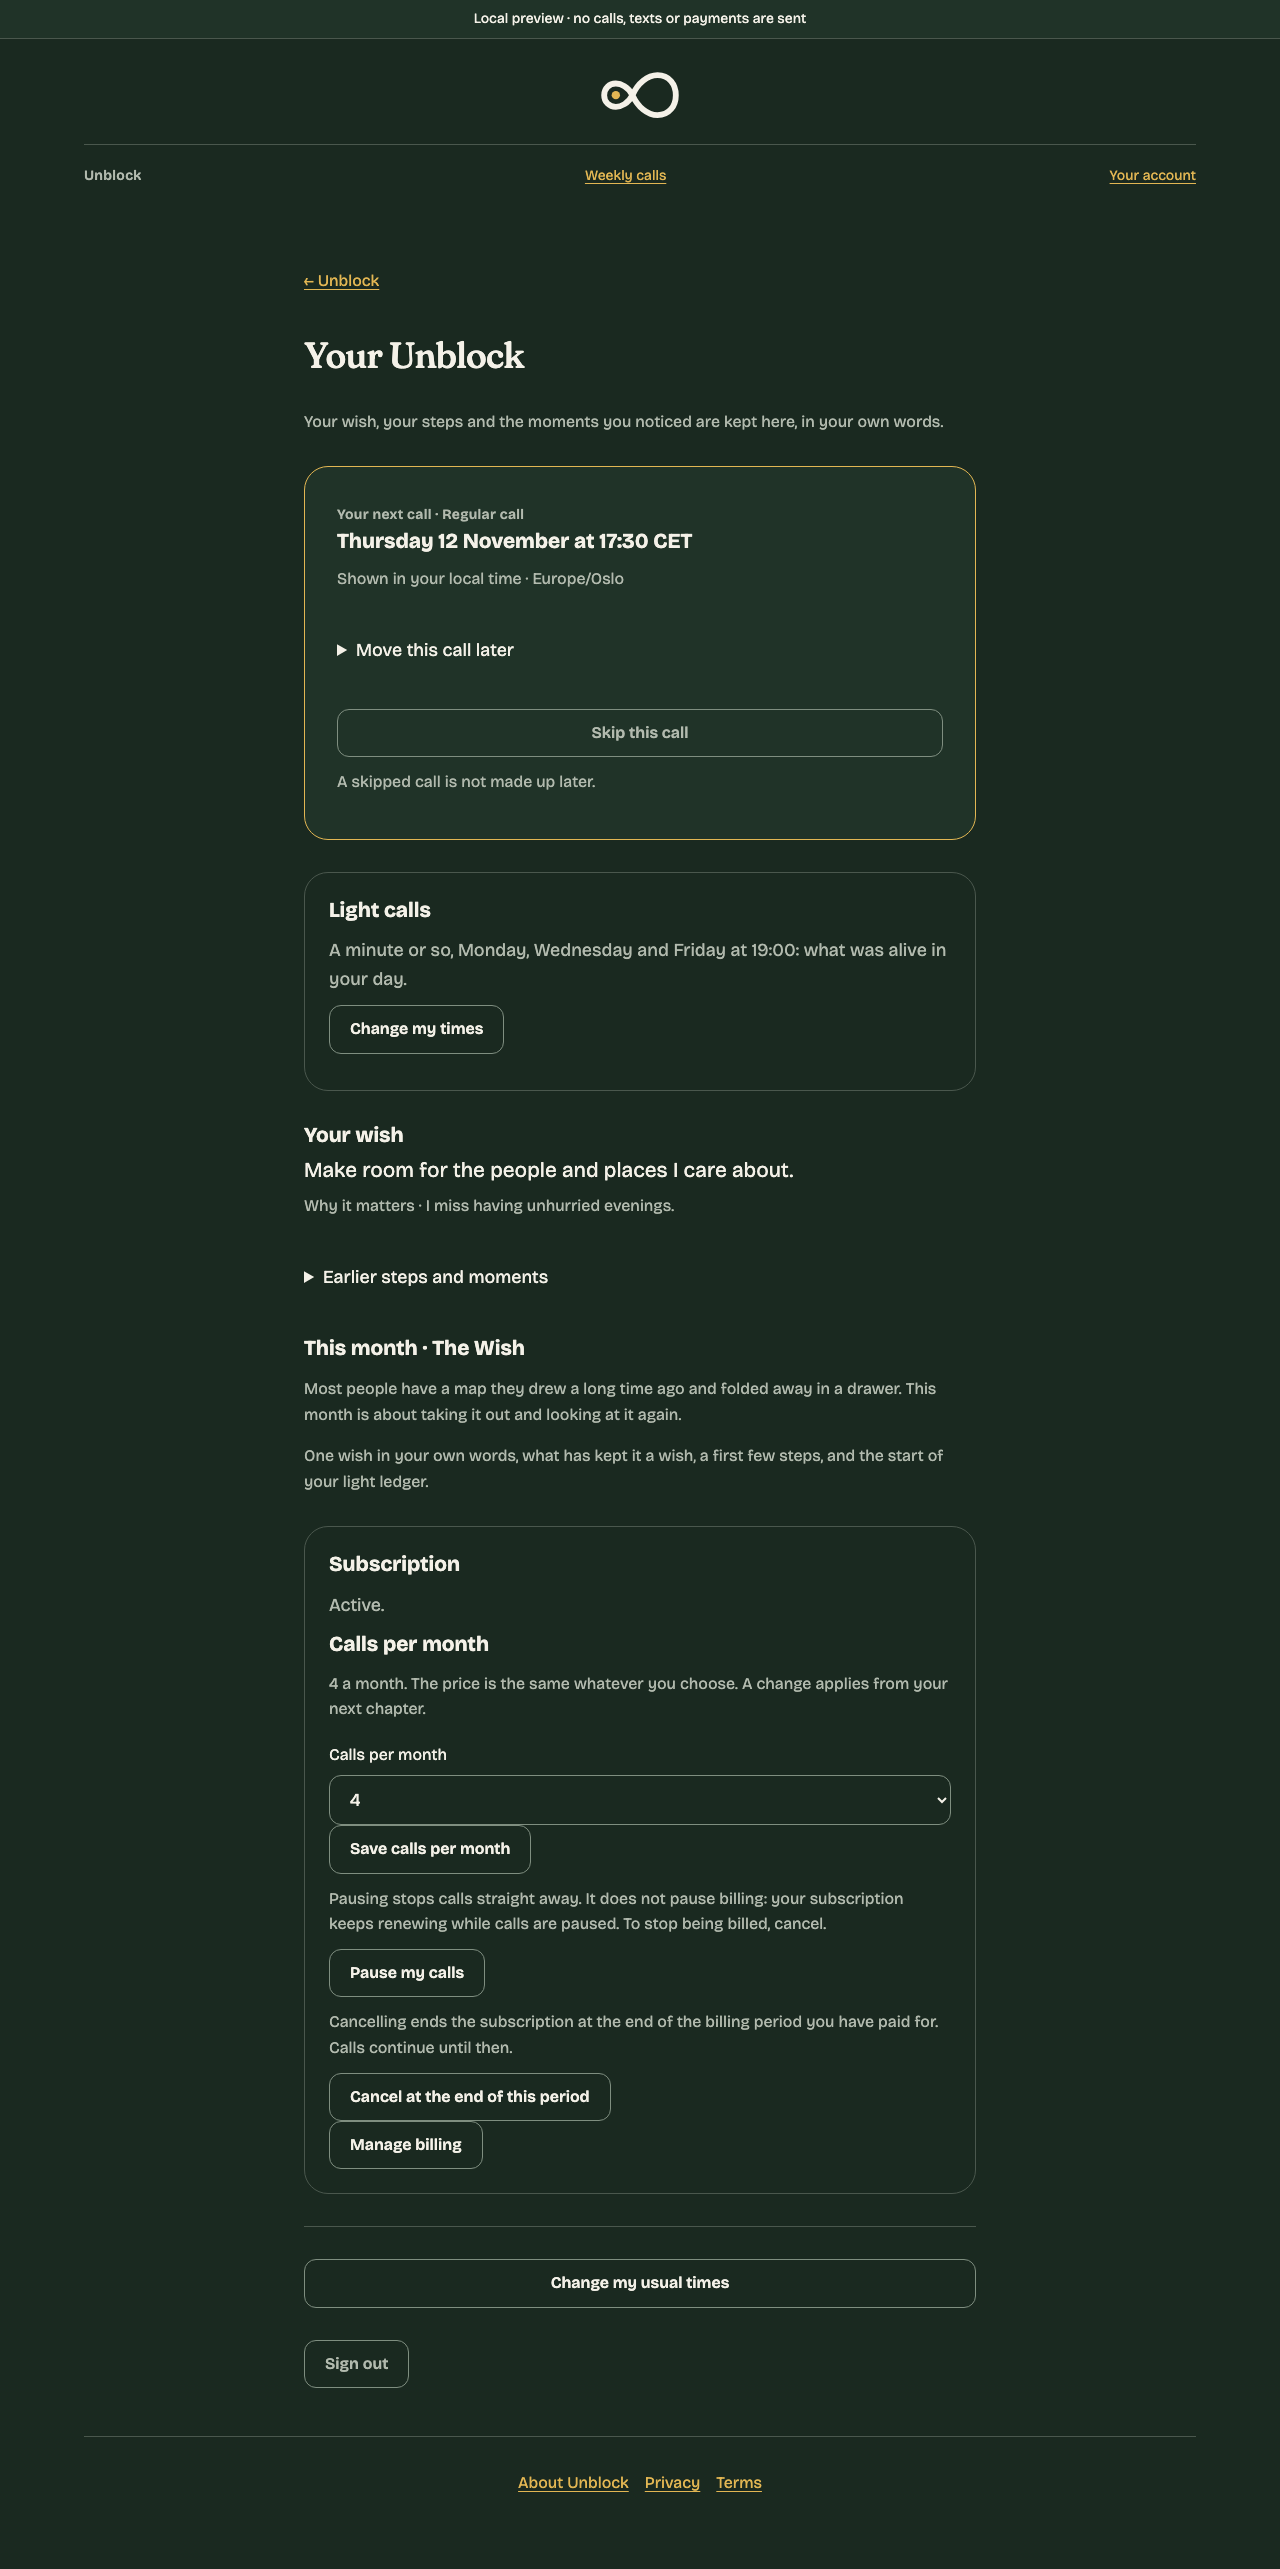 Local preview · no calls, texts or payments are sent
Unblock
Weekly calls
Your account
← Unblock
Your Unblock
Your wish, your steps and the moments you noticed are kept here, in your own words.
Your next call · Regular call
Thursday 12 November at 17:30 CET
Shown in your local time · Europe/Oslo
Move this call later
Skip this call
A skipped call is not made up later.
Light calls
A minute or so, Monday, Wednesday and Friday at 19:00: what was alive in
your day.
Change my times
Your wish
Make room for the people and places I care about.
Why it matters · I miss having unhurried evenings.
Earlier steps and moments
This month · The Wish
Most people have a map they drew a long time ago and folded away in a drawer. This
month is about taking it out and looking at it again.
One wish in your own words, what has kept it a wish, a first few steps, and the start of
your light ledger.
Subscription
Active.
Calls per month
4 a month. The price is the same whatever you choose. A change applies from your
next chapter.
Calls per month
4
Save calls per month
Pausing stops calls straight away. It does not pause billing: your subscription
keeps renewing while calls are paused. To stop being billed, cancel.
Pause my calls
Cancelling ends the subscription at the end of the billing period you have paid for.
Calls continue until then.
Cancel at the end of this period
Manage billing
Change my usual times
Sign out
About Unblock
Privacy
Terms